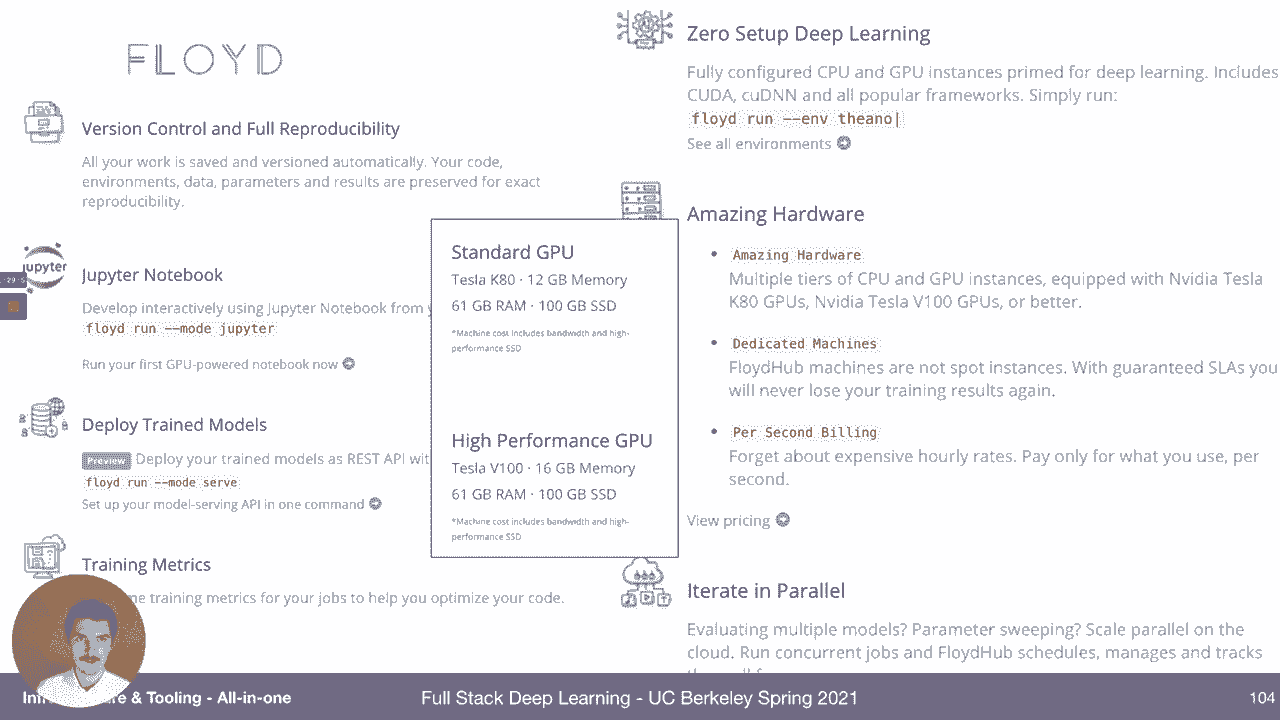 FLOYD
Version Control and Full Reproducibility
All your work is saved and versioned automatically. Your code,
environments, data, parameters and results are preserved for exact
reproducibility.
jupyter
Jupyter Notebook
Develop interactively using Jupyter Notebook from
floyd run --mode jupyter
Run your first GPU-powered notebook now
Deploy Trained Models
Preview Deploy your trained models as REST API
floyd run --mode serve
Set up your model-serving API in one command
Training Metrics
training metrics for your jobs to help you optimize your code.
Standard GPU
Tesla K80 · 12 GB Memory
61 GB RAM · 100 GB SSD
*Machine cost includes bandwidth and high-
performance SSD
High Performance GPU
Tesla V100 · 16 GB Memory
61 GB RAM · 100 GB SSD
*Machine cost includes bandwidth and high-
performance SSD
Zero Setup Deep Learning
Fully configured CPU and GPU instances primed for deep learning. Includes
CUDA, cuDNN and all popular frameworks. Simply run:
floyd run --env theano|
See all environments
Amazing Hardware
• Amazing Hardware
Multiple tiers of CPU and GPU instances, equipped with Nvidia Tesla
K80 GPUs, Nvidia Tesla V100 GPUs, or better.
• Dedicated Machines
FloydHub machines are not spot instances. With guaranteed SLAs you
will never lose your training results again.
• Per Second Billing
Forget about expensive hourly rates. Pay only for what you use, per
second.
View pricing
Iterate in Parallel
Evaluating multiple models? Parameter sweeping? Scale parallel on the
cloud. Run concurrent jobs and FloydHub schedules, manages and tracks
& Tooling - All-in-one
Full Stack Deep Learning - UC Berkeley Spring 2021
104